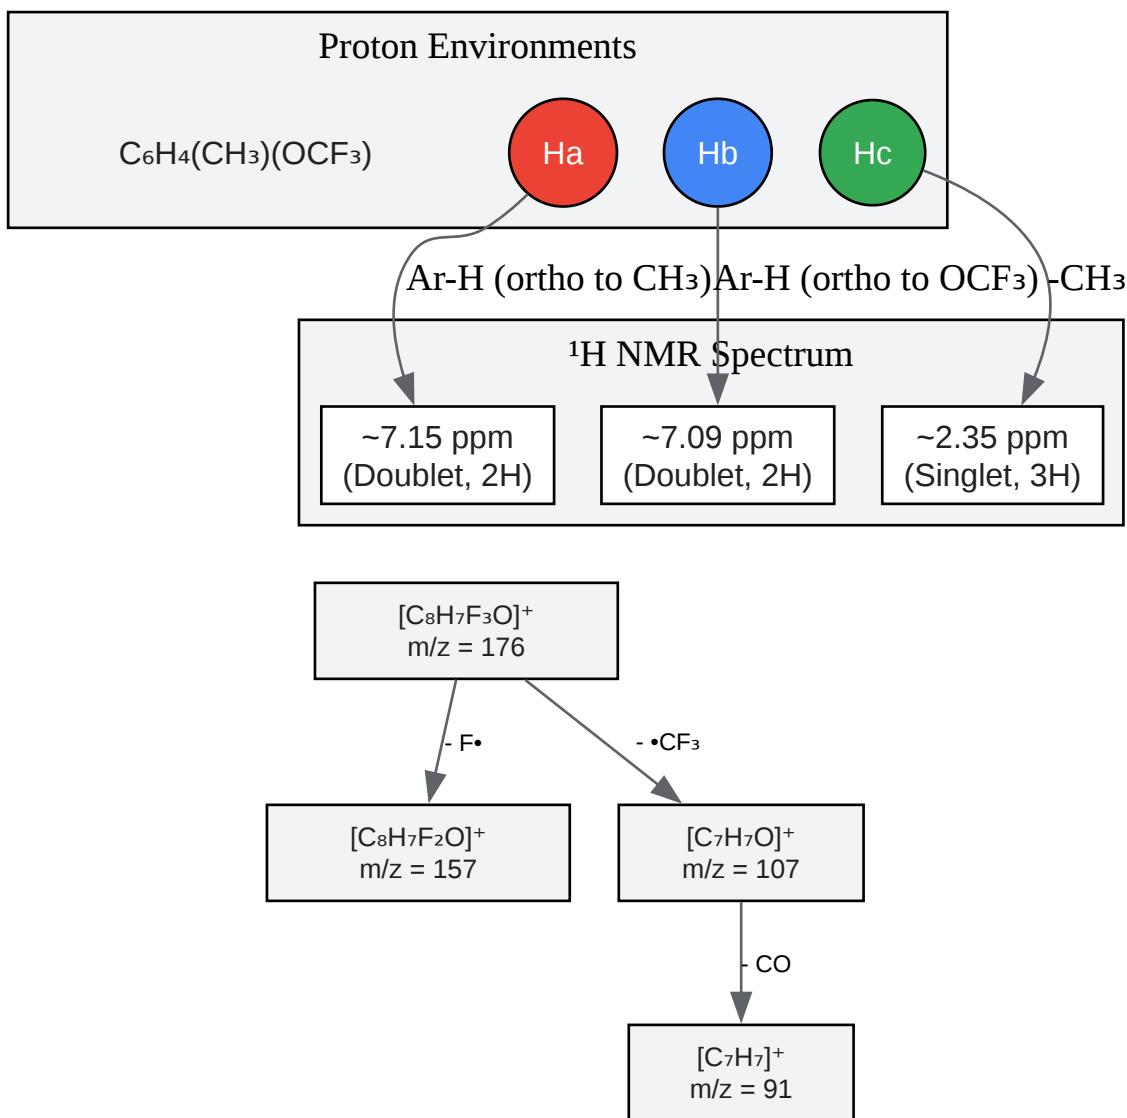 Proton Environments
C₆H₄(CH₃)(OCF₃)
Ha
Hb
Hc
Ar-H (ortho to CH₃)
Ar-H (ortho to OCF₃)
-CH₃
¹H NMR Spectrum
~7.15 ppm
(Doublet, 2H)
~7.09 ppm
(Doublet, 2H)
~2.35 ppm
(Singlet, 3H)
[C₈H₇F₃O]⁺
m/z = 176
- F•
- •CF₃
[C₈H₇F₂O]⁺
m/z = 157
[C₇H₇O]⁺
m/z = 107
- CO
[C₇H₇]⁺
m/z = 91